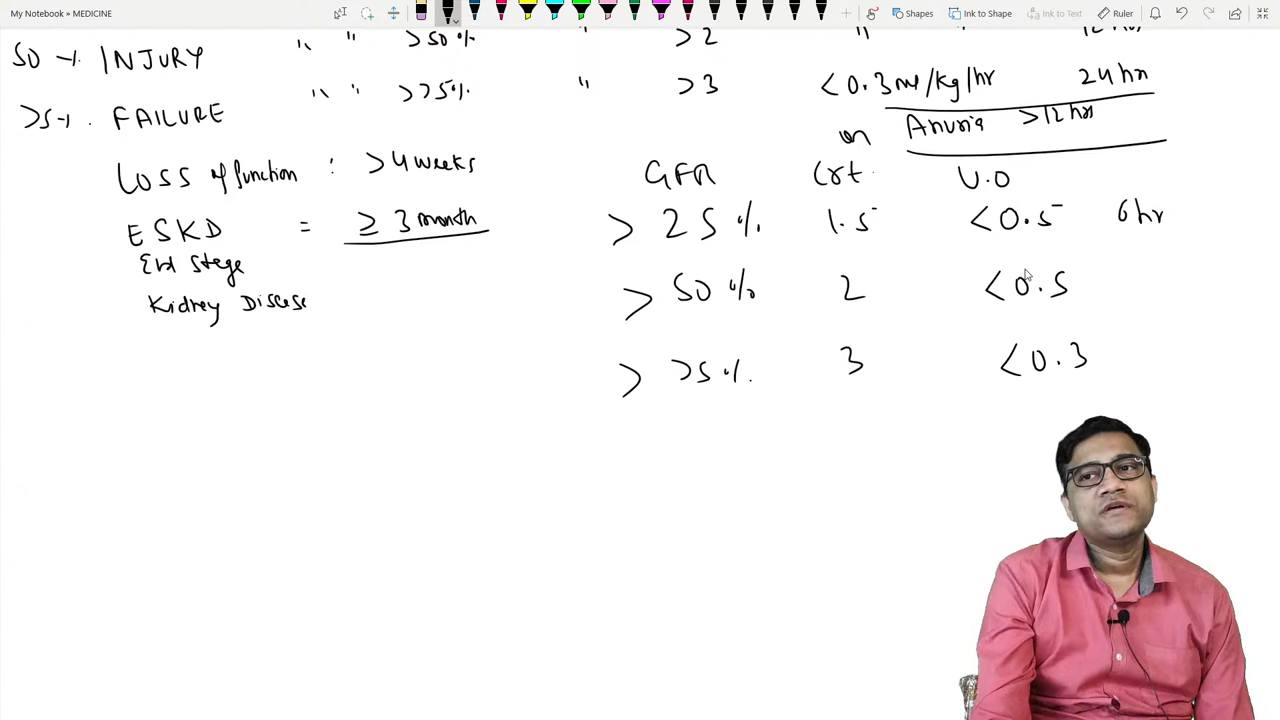 My Notebook » MEDICINE
Shapes
Ink to Shape
Ink to Text
Ruler
50 % INJURY " " >50% " >2 " " 12 hrs
75% . FAILURE " " >75% " >3 <0.3 ml/kg/hr 24 hr
or Anuria >12 hr
Loss of function : >4 weeks
ESKD = ≥ 3 month
End Stage
Kidney Disease
GFR Crt. U.O
> 25 % 1.5 <0.5 6 hr
> 50 % 2 <0.5
> 75 %. 3 <0.3